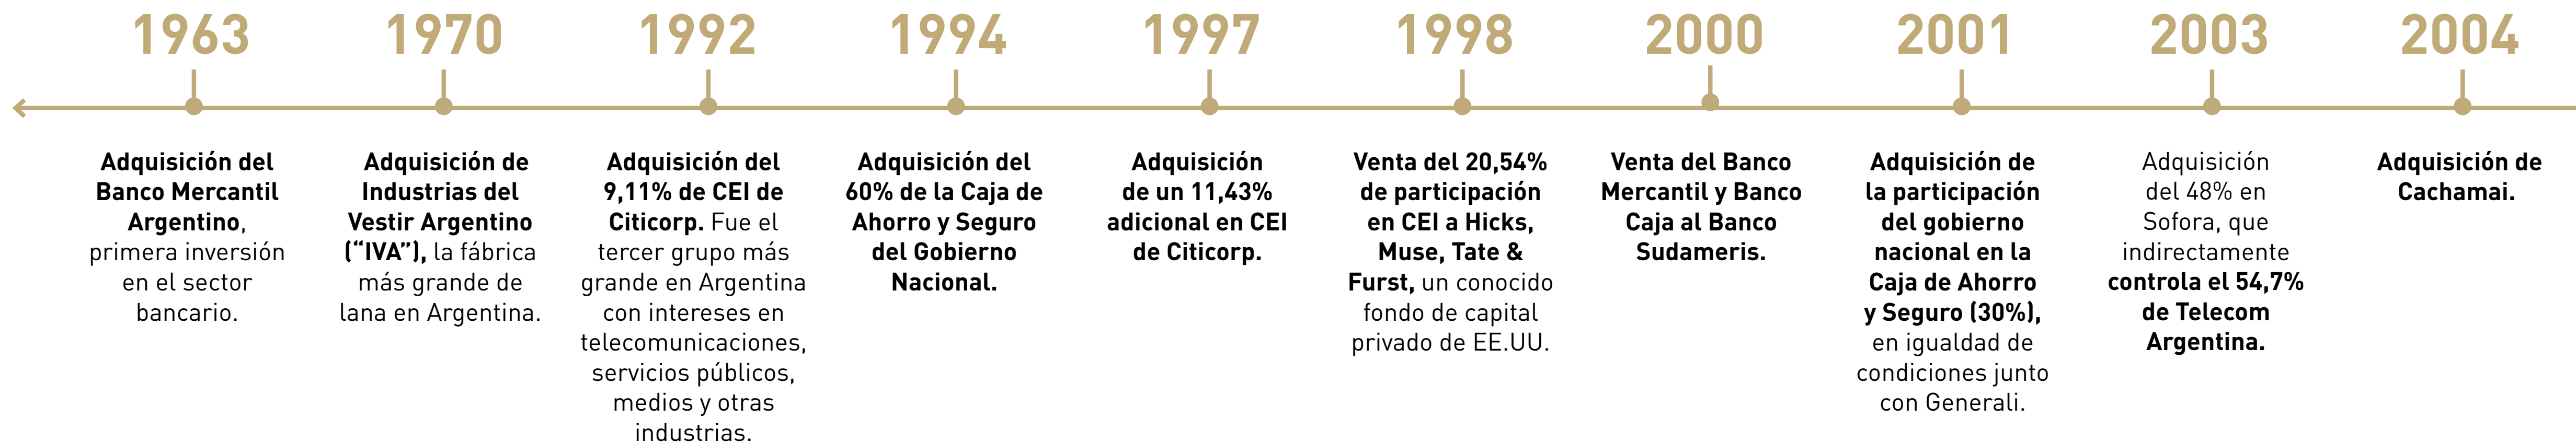 1963
Adquisición del
Banco Mercantil
Argentino,
primera inversión
en el sector
bancario.
1970
Adquisición de
Industrias del
Vestir Argentino
(“IVA”), la fábrica
más grande de
lana en Argentina.
1992
Adquisición del
9,11% de CEI de
Citicorp. Fue el
tercer grupo más
grande en Argentina
con intereses en
telecomunicaciones,
servicios públicos,
medios y otras
industrias.
1994
Adquisición del
60% de la Caja de
Ahorro y Seguro
del Gobierno
Nacional.
1997
Adquisición
de un 11,43%
adicional en CEI
de Citicorp.
1998
Venta del 20,54%
de participación
en CEI a Hicks,
Muse, Tate &
Furst, un conocido
fondo de capital
privado de EE.UU.
2000
Venta del Banco
Mercantil y Banco
Caja al Banco
Sudameris.
2001
Adquisición de
la participación
del gobierno
nacional en la
Caja de Ahorro
y Seguro (30%),
en igualdad de
condiciones junto
con Generali.
2003
Adquisición
del 48% en
Sofora, que
indirectamente
controla el 54,7%
de Telecom
Argentina.
2004
Adquisición de
Cachamai.